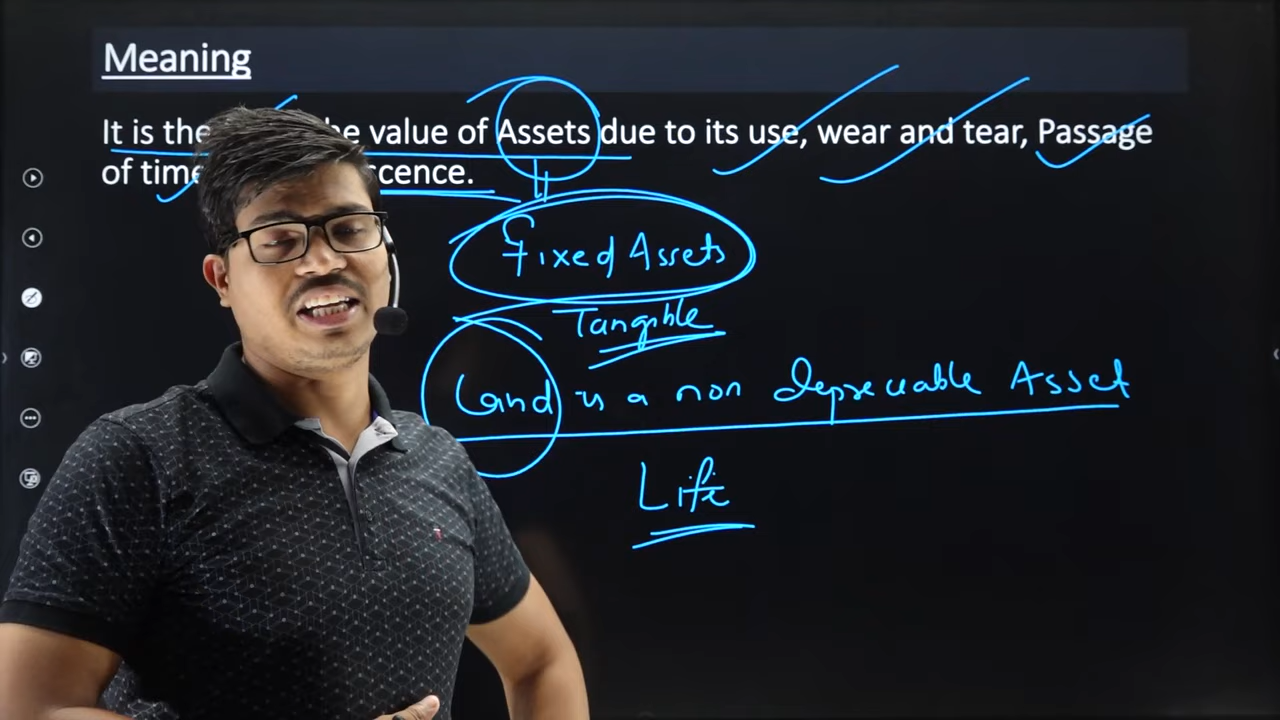 Meaning
It is the he value of Assets due to its use, wear and tear, Passage
of time cence.
Fixed Assets
Tangible
Land is a non depreciable Asset
Life